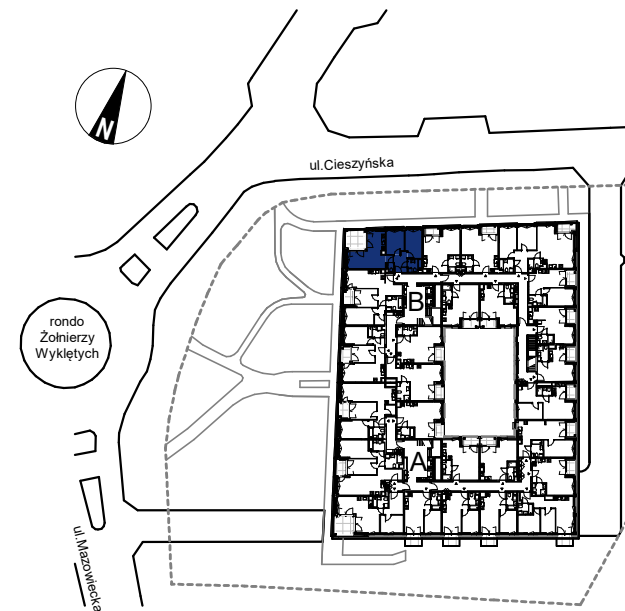 N
ul.Cieszyńska
B
rondo
Żołnierzy
Wyklętych
A
ul.Mazowiecka